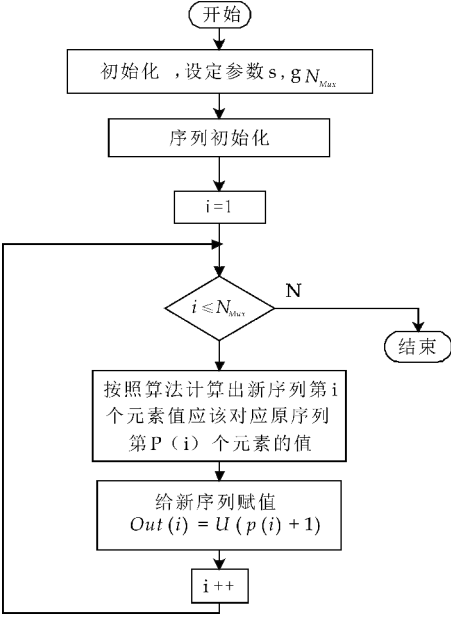 开始
初始化 ,设定参数s,g N_Mux
序列初始化
i=1
i≤N_Mux
N
结束
按照算法计算出新序列第i
个元素值应该对应原序列
第P（i）个元素的值
给新序列赋值
Out(i)=U(p(i)+1)
i++